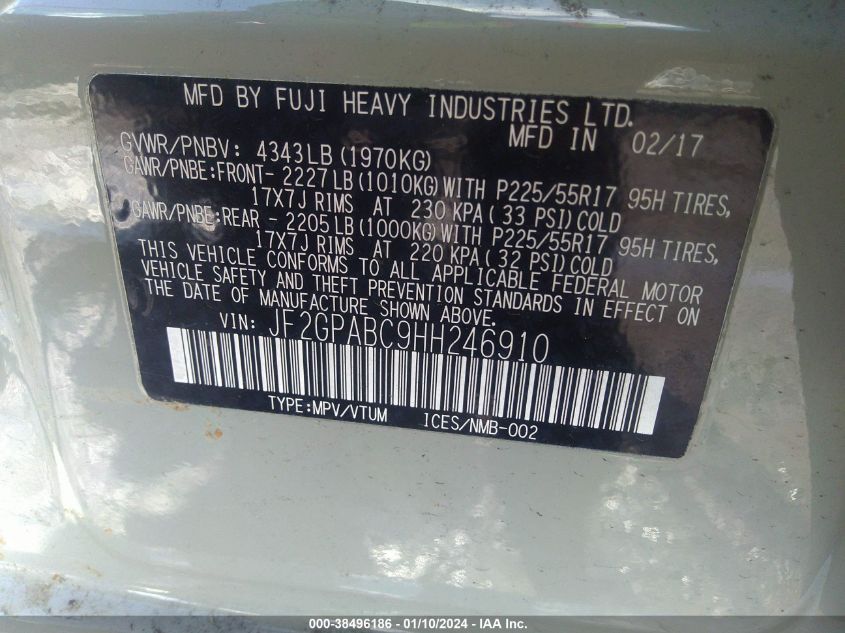 MFD BY FUJI HEAVY INDUSTRIES LTD.
MFD IN 02/17
GVWR/PNBV: 4343LB(1970KG)
GAWR/PNBE:FRONT- 2227LB(1010KG)WITH P225/55R17 95H TIRES,
17X7J RIMS AT 230 KPA( 33 PSI)COLD
GAWR/PNBE:REAR - 2205LB(1000KG)WITH P225/55R17 95H TIRES,
17X7J RIMS AT 220 KPA( 32 PSI)COLD
THIS VEHICLE CONFORMS TO ALL APPLICABLE FEDERAL MOTOR
VEHICLE SAFETY AND THEFT PREVENTION STANDARDS IN EFFECT ON
THE DATE OF MANUFACTURE SHOWN ABOVE.
VIN: JF2GPABC9HH246910
TYPE:MPV/VTUM ICES/NMB-002
000-38496186 - 01/10/2024 - IAA Inc.